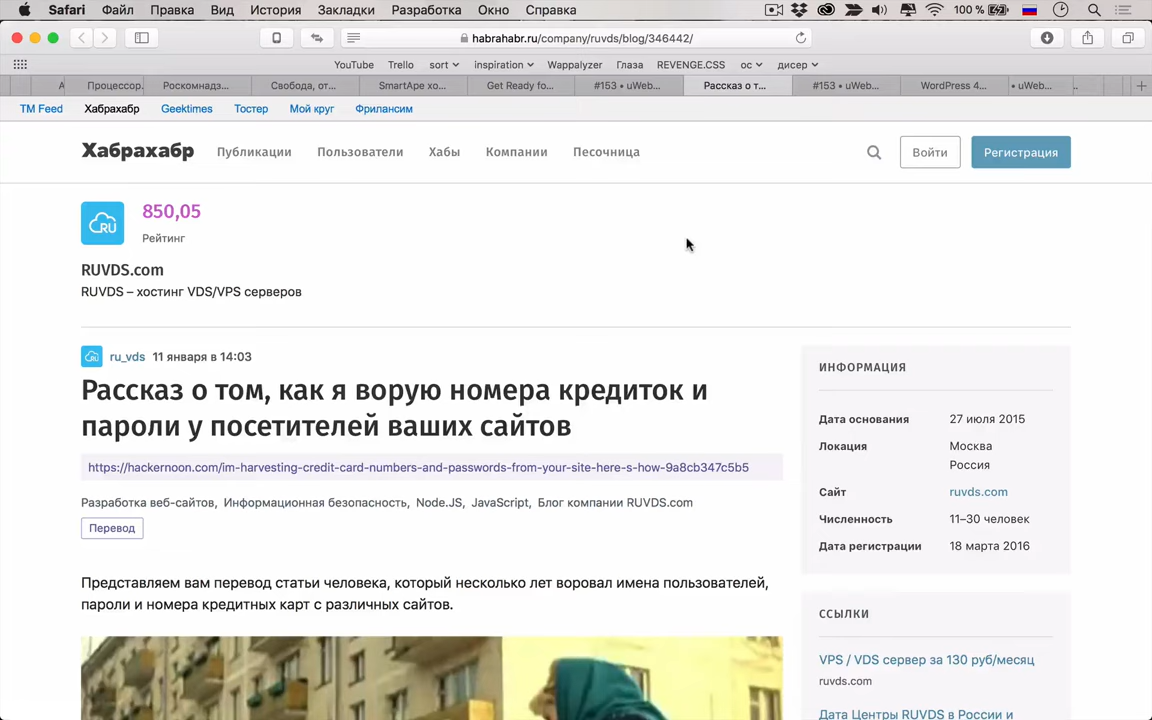 Safari Файл Правка Вид История Закладки Разработка Окно Справка 100 %
habrahabr.ru/company/ruvds/blog/346442/
YouTube Trello sort inspiration Wappalyzer Глаза REVENGE.CSS ос дисер
Процессор. Роскомнадз... Свобода, от... SmartApe хо... Get Ready fo... #153 • uWeb... Рассказ о т... #153 • uWeb... WordPress 4... • uWeb...
TM Feed Хабрахабр Geektimes Тостер Мой круг Фрилансим
Хабрахабр Публикации Пользователи Хабы Компании Песочница Войти Регистрация
RU 850,05
Рейтинг
RUVDS.com
RUVDS – хостинг VDS/VPS серверов
ru_vds 11 января в 14:03
Рассказ о том, как я ворую номера кредиток и
пароли у посетителей ваших сайтов
https://hackernoon.com/im-harvesting-credit-card-numbers-and-passwords-from-your-site-here-s-how-9a8cb347c5b5
Разработка веб-сайтов, Информационная безопасность, Node.JS, JavaScript, Блог компании RUVDS.com
Перевод
Представляем вам перевод статьи человека, который несколько лет воровал имена пользователей,
пароли и номера кредитных карт с различных сайтов.
ИНФОРМАЦИЯ
Дата основания 27 июля 2015
Локация Москва
Россия
Сайт ruvds.com
Численность 11–30 человек
Дата регистрации 18 марта 2016
ССЫЛКИ
VPS / VDS сервер за 130 руб/месяц
ruvds.com
Дата Центры RUVDS в России и